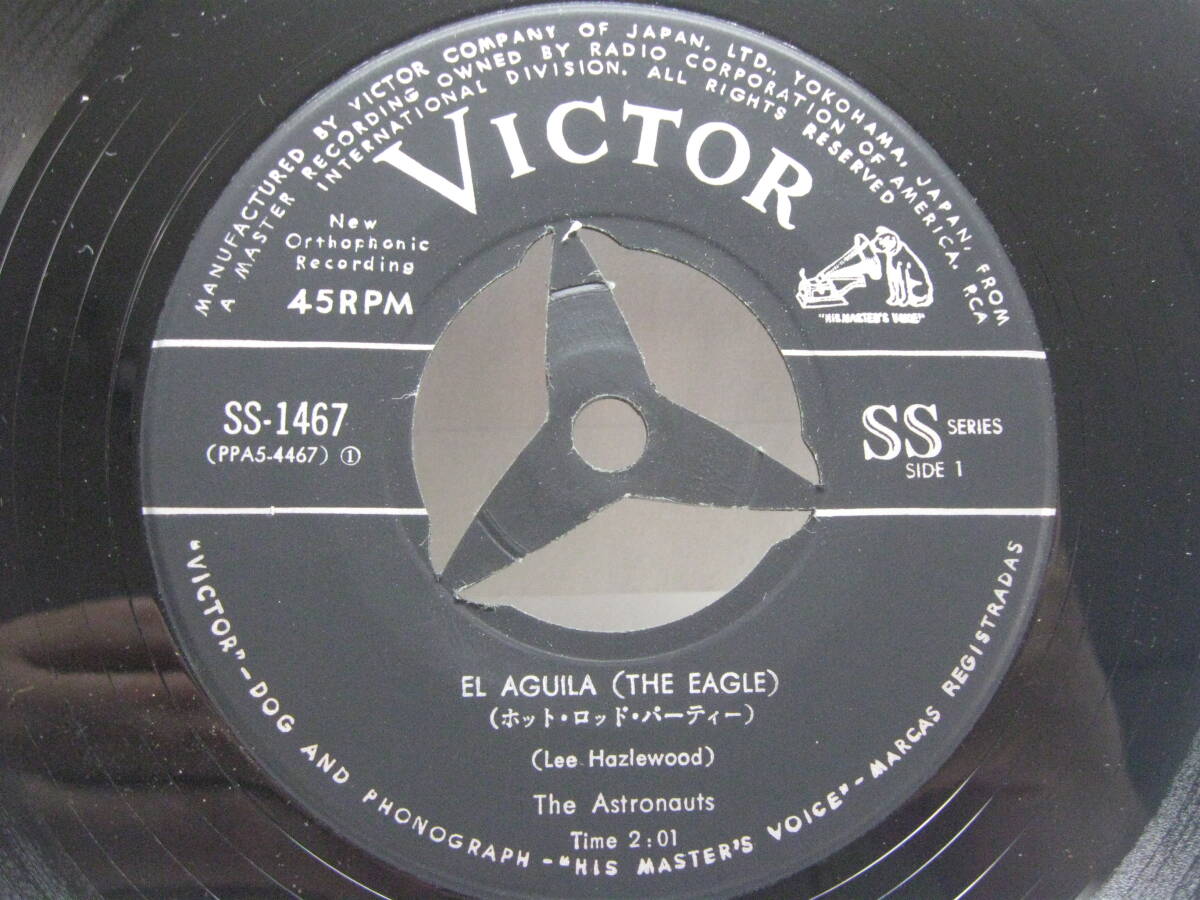 MANUFACTURED BY VICTOR COMPANY OF JAPAN, LTD., YOKOHAMA, JAPAN, FROM
A MASTER RECORDING OWNED BY RADIO CORPORATION OF AMERICA. RCA
INTERNATIONAL DIVISION. ALL RIGHTS RESERVED
VICTOR
New
Orthophonic
Recording
45RPM
"HIS MASTER'S VOICE"
SS-1467
(PPA5-4467) ①
SS SERIES
SIDE 1
EL AGUILA (THE EAGLE)
(ホット・ロッド・パーティー)
(Lee Hazlewood)
The Astronauts
Time 2:01
"VICTOR"-DOG AND PHONOGRAPH-"HIS MASTER'S VOICE"-MARCAS REGISTRADAS